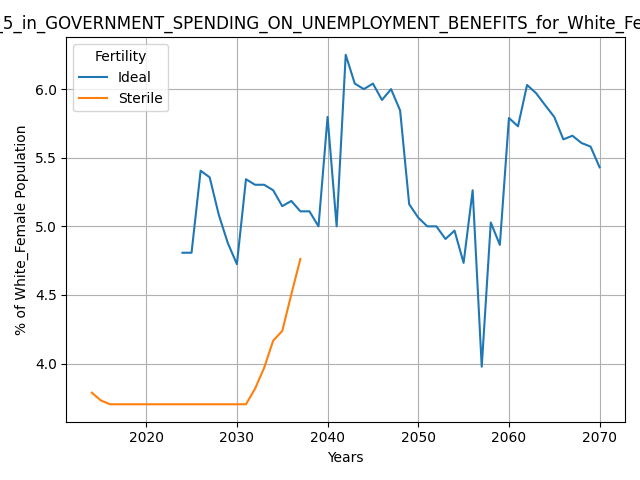 _5_in_GOVERNMENT_SPENDING_ON_UNEMPLOYMENT_BENEFITS_for_White_Fe
Fertility
Ideal
Sterile
% of White_Female Population
6.0
5.5
5.0
4.5
4.0
2020 2030 2040 2050 2060 2070
Years